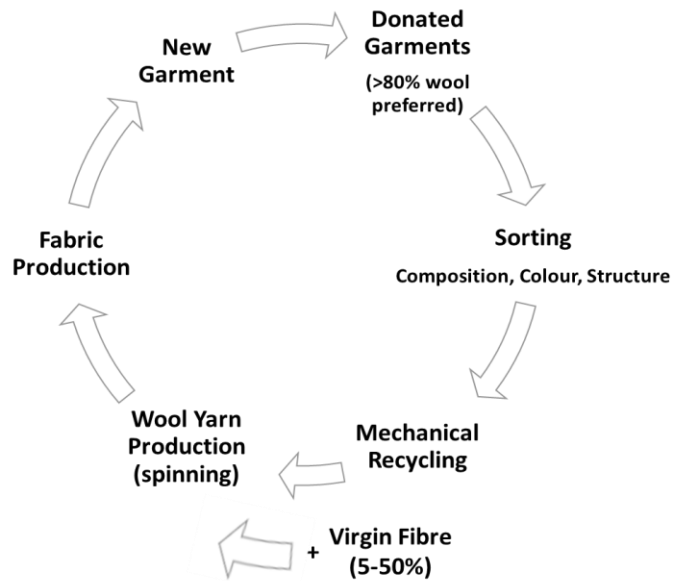 New
Garment
Donated
Garments
(>80% wool
preferred)
Sorting
Composition, Colour, Structure
Mechanical
Recycling
+ Virgin Fibre
(5-50%)
Wool Yarn
Production
(spinning)
Fabric
Production